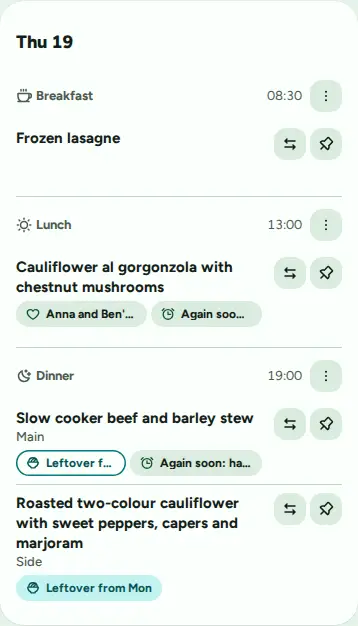 Thu 19
Breakfast 08:30
Frozen lasagne
Lunch 13:00
Cauliflower al gorgonzola with
chestnut mushrooms
Anna and Ben'... Again soo...
Dinner 19:00
Slow cooker beef and barley stew
Main
Leftover f... Again soon: ha...
Roasted two-colour cauliflower
with sweet peppers, capers and
marjoram
Side
Leftover from Mon